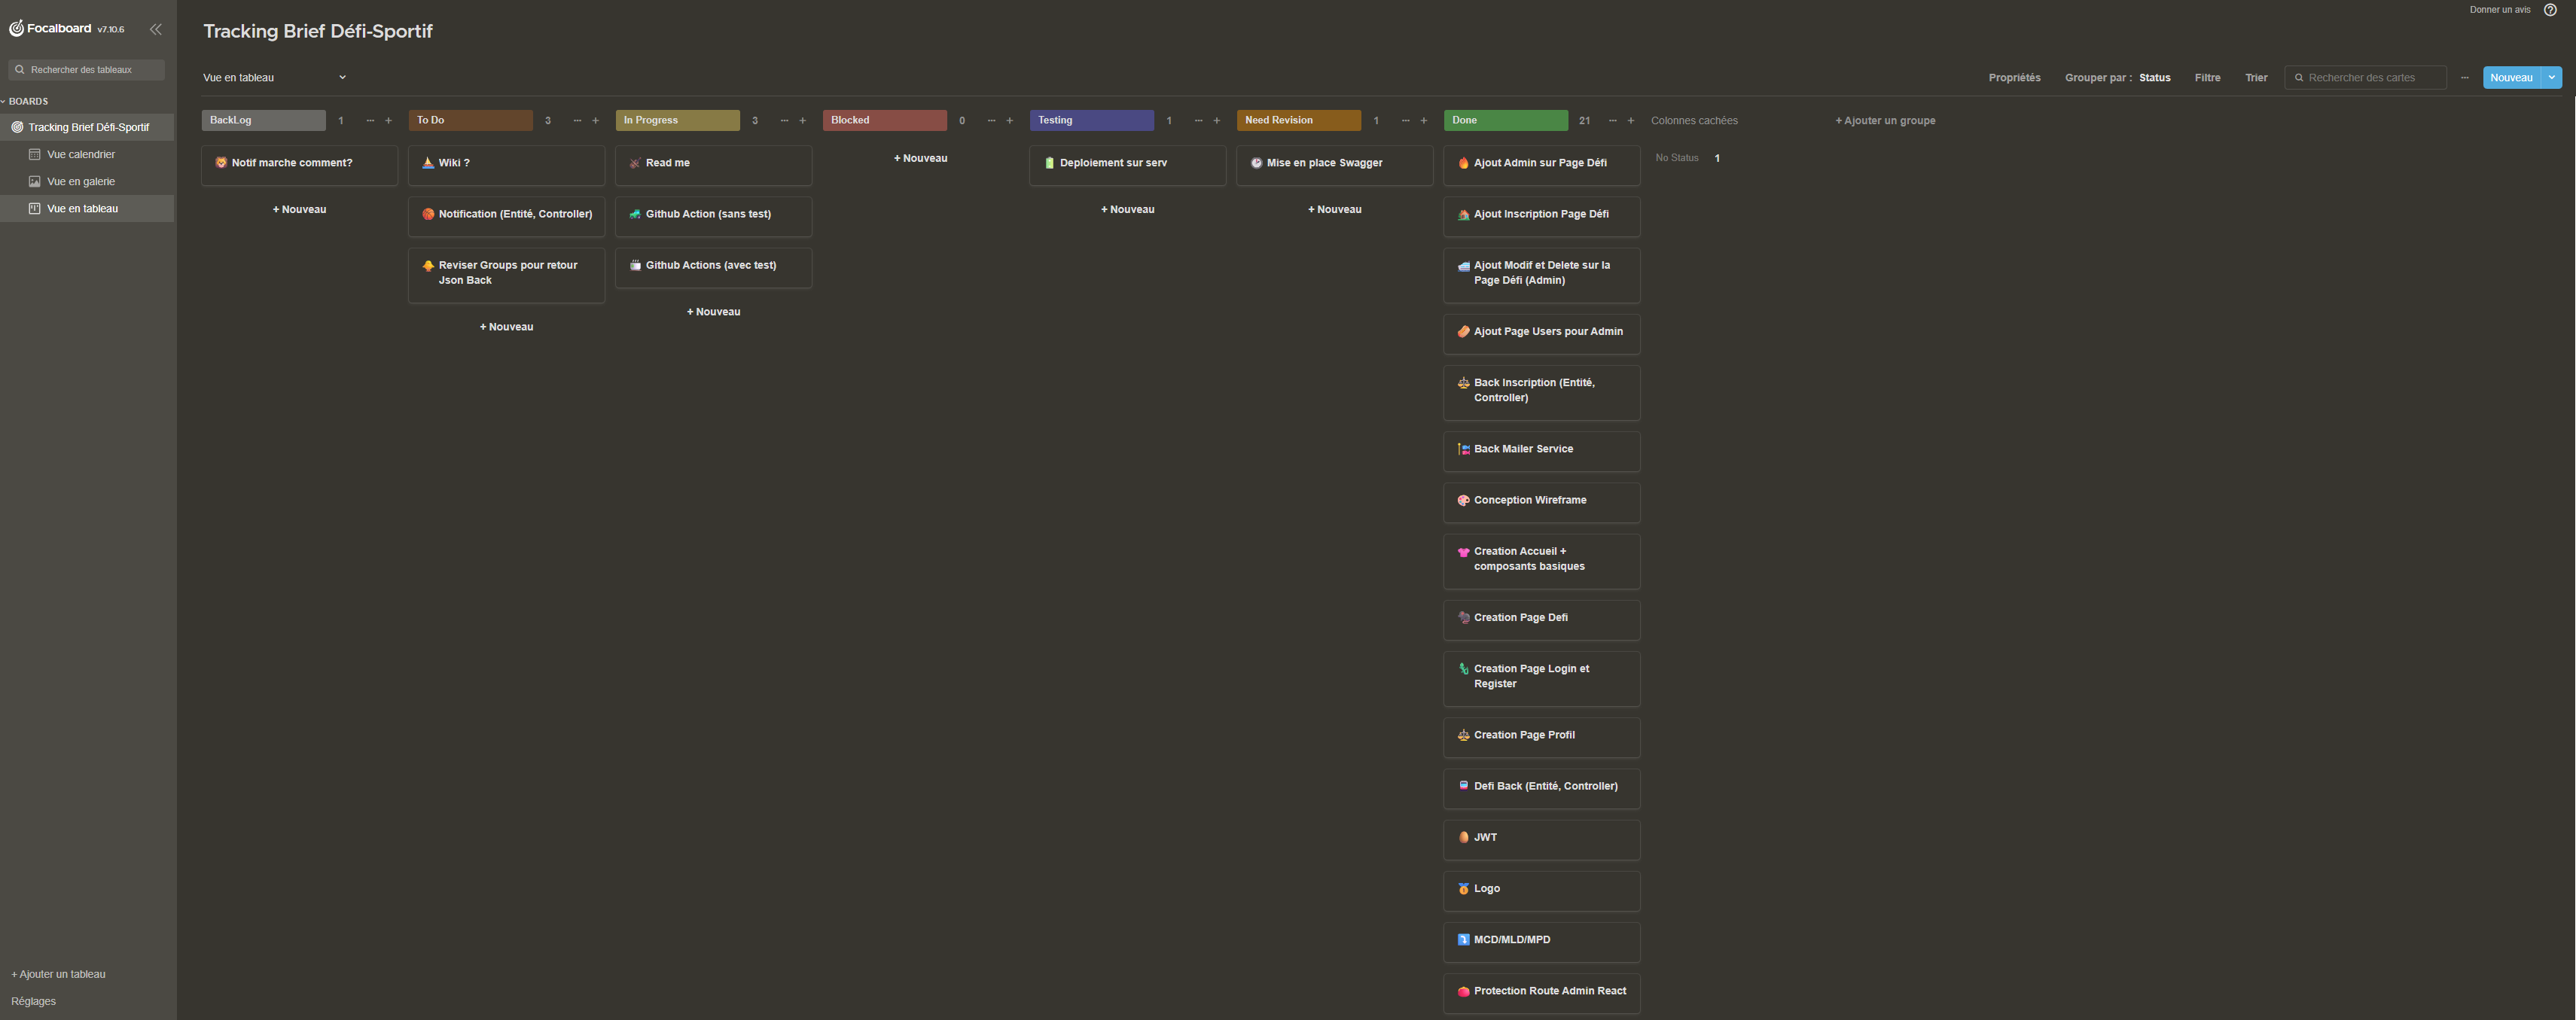 Focalboard v7.10.6
Rechercher des tableaux
BOARDS
Tracking Brief Défi-Sportif
Vue calendrier
Vue en galerie
Vue en tableau
+ Ajouter un tableau
Réglages
Donner un avis
Tracking Brief Défi-Sportif
Vue en tableau
Propriétés Grouper par : Status Filtre Trier Rechercher des cartes Nouveau
BackLog 1
Notif marche comment?
+ Nouveau
To Do 3
Wiki ?
Notification (Entité, Controller)
Reviser Groups pour retour
Json Back
+ Nouveau
In Progress 3
Read me
Github Action (sans test)
Github Actions (avec test)
+ Nouveau
Blocked 0
+ Nouveau
Testing 1
Deploiement sur serv
+ Nouveau
Need Revision 1
Mise en place Swagger
+ Nouveau
Done 21
Ajout Admin sur Page Défi
Ajout Inscription Page Défi
Ajout Modif et Delete sur la
Page Défi (Admin)
Ajout Page Users pour Admin
Back Inscription (Entité,
Controller)
Back Mailer Service
Conception Wireframe
Creation Accueil +
composants basiques
Creation Page Defi
Creation Page Login et
Register
Creation Page Profil
Defi Back (Entité, Controller)
JWT
Logo
MCD/MLD/MPD
Protection Route Admin React
Colonnes cachées
No Status 1
+ Ajouter un groupe